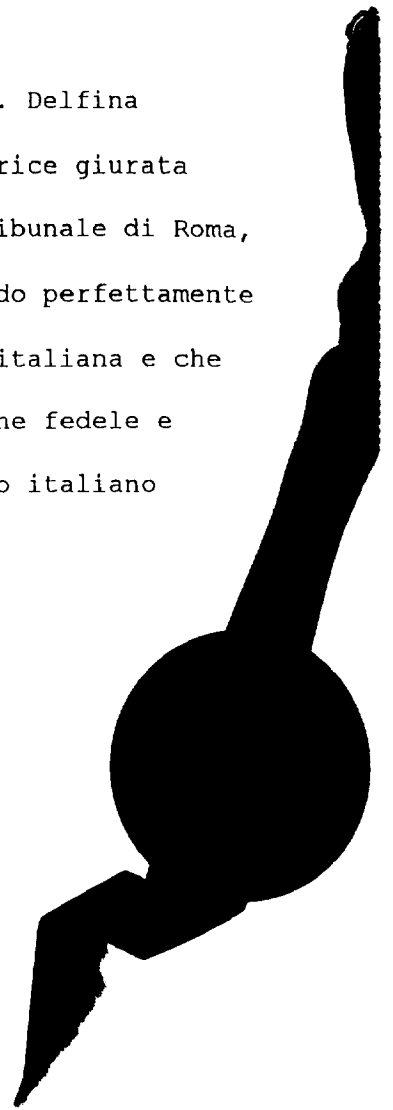 . Delfina
rice giurata
ibunale di Roma,
do perfettamente
italiana e che
ne fedele e
o italiano